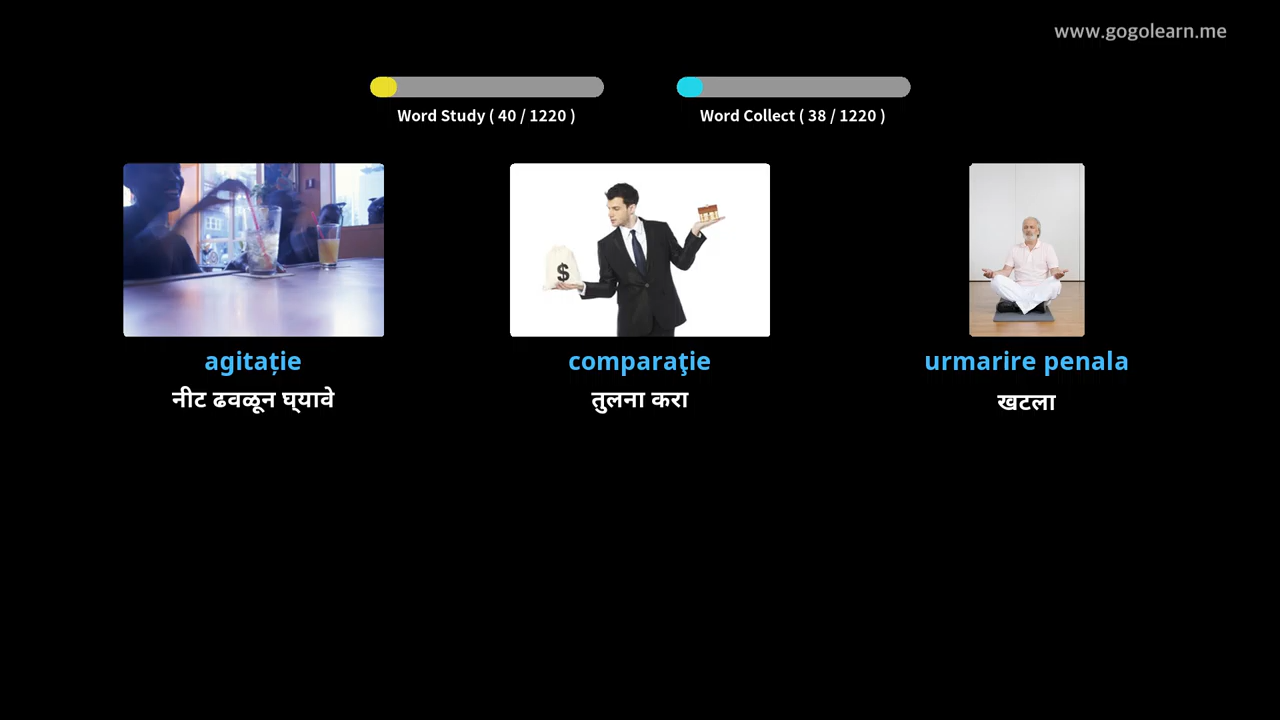 www.gogolearn.me
Word Study ( 40 / 1220 )
Word Collect ( 38 / 1220 )
$
agitație
comparaţie
urmarire penala
नीट ढवळून घ्यावे
तुलना करा
खटला